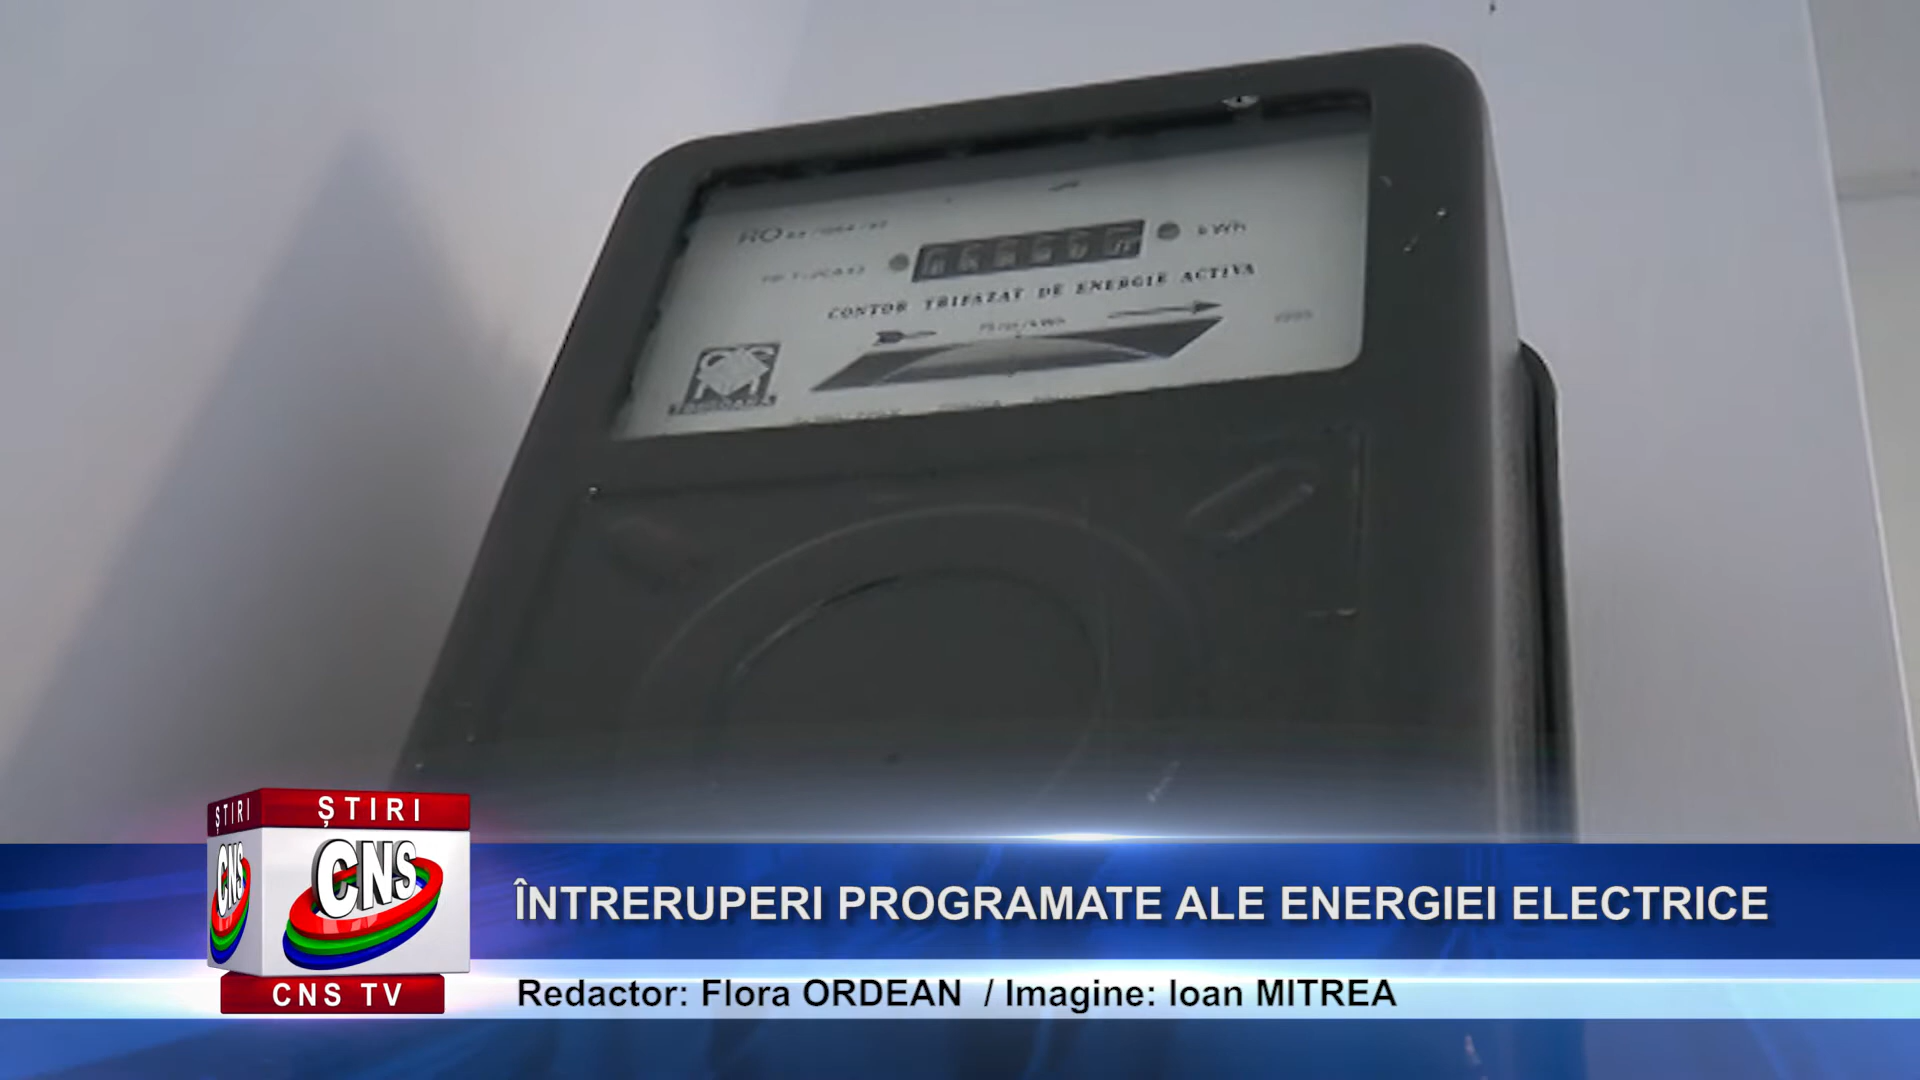 RO
kWh
CONTOR TRIFAZAT DE ENERGIE ACTIVA
TIMIȘOARA
ȘTIRI
ȘTIRI
CNS
CNS
CNS TV
ÎNTRERUPERI PROGRAMATE ALE ENERGIEI ELECTRICE
Redactor: Flora ORDEAN / Imagine: Ioan MITREA